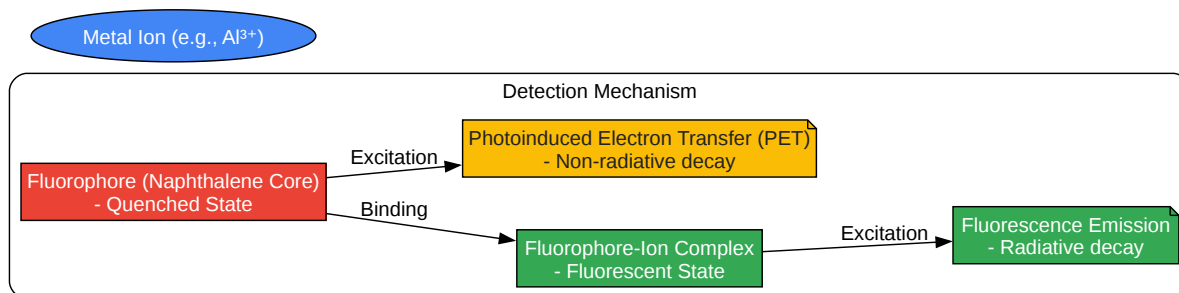 Metal Ion (e.g., Al³⁺)
Detection Mechanism
Photoinduced Electron Transfer (PET)
- Non-radiative decay
Excitation
Fluorophore (Naphthalene Core)
- Quenched State
Binding
Fluorophore-Ion Complex
- Fluorescent State
Excitation
Fluorescence Emission
- Radiative decay